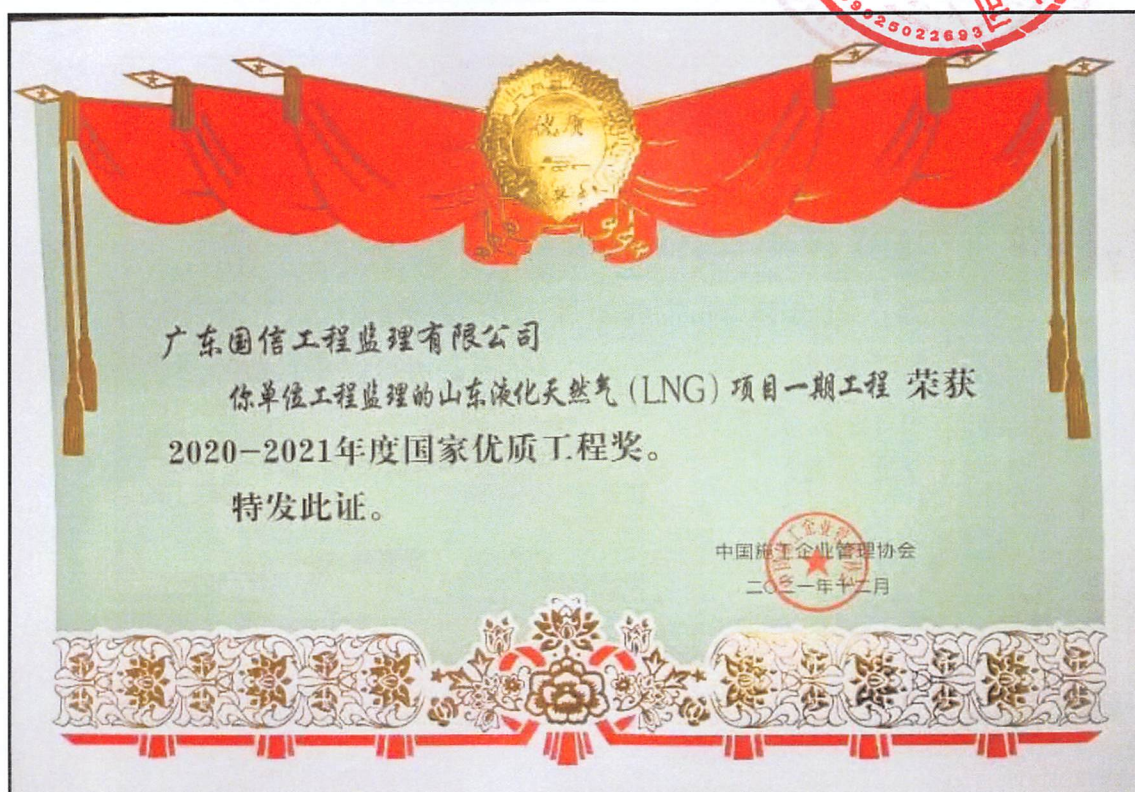 广东国信工程监理有限公司
你单位工程监理的山东液化天然气(LNG)项目一期工程 荣获
2020-2021年度国家优质工程奖。
特发此证。
中国施工企业管理协会
二〇二一年十二月